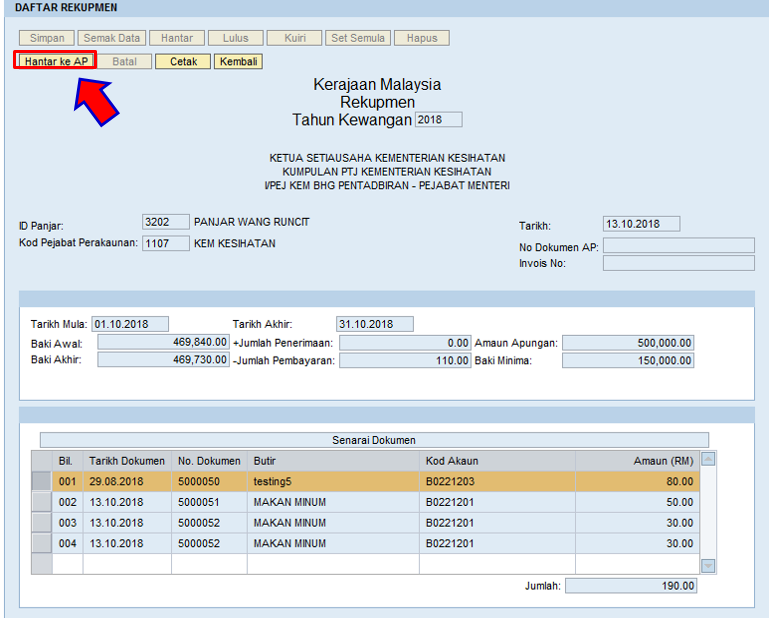 DAFTAR REKUPMEN
Simpan Semak Data Hantar Lulus Kuiri Set Semula Hapus
Hantar ke AP Batal Cetak Kembali
Kerajaan Malaysia
Rekupmen
Tahun Kewangan 2018
KETUA SETIAUSAHA KEMENTERIAN KESIHATAN
KUMPULAN PTJ KEMENTERIAN KESIHATAN
I/PEJ KEM BHG PENTADBIRAN - PEJABAT MENTERI
ID Panjar: 3202 PANJAR WANG RUNCIT Tarikh: 13.10.2018
Kod Pejabat Perakaunan: 1107 KEM KESIHATAN No Dokumen AP:
Invois No:
Tarikh Mula: 01.10.2018 Tarikh Akhir: 31.10.2018
Baki Awal: 469,840.00 +Jumlah Penerimaan: 0.00 Amaun Apungan: 500,000.00
Baki Akhir: 469,730.00 -Jumlah Pembayaran: 110.00 Baki Minima: 150,000.00
Senarai Dokumen
Bil. Tarikh Dokumen No. Dokumen Butir Kod Akaun Amaun (RM)
001 29.08.2018 5000050 testing5 B0221203 80.00
002 13.10.2018 5000051 MAKAN MINUM B0221201 50.00
003 13.10.2018 5000052 MAKAN MINUM B0221201 30.00
004 13.10.2018 5000052 MAKAN MINUM B0221201 30.00
Jumlah: 190.00